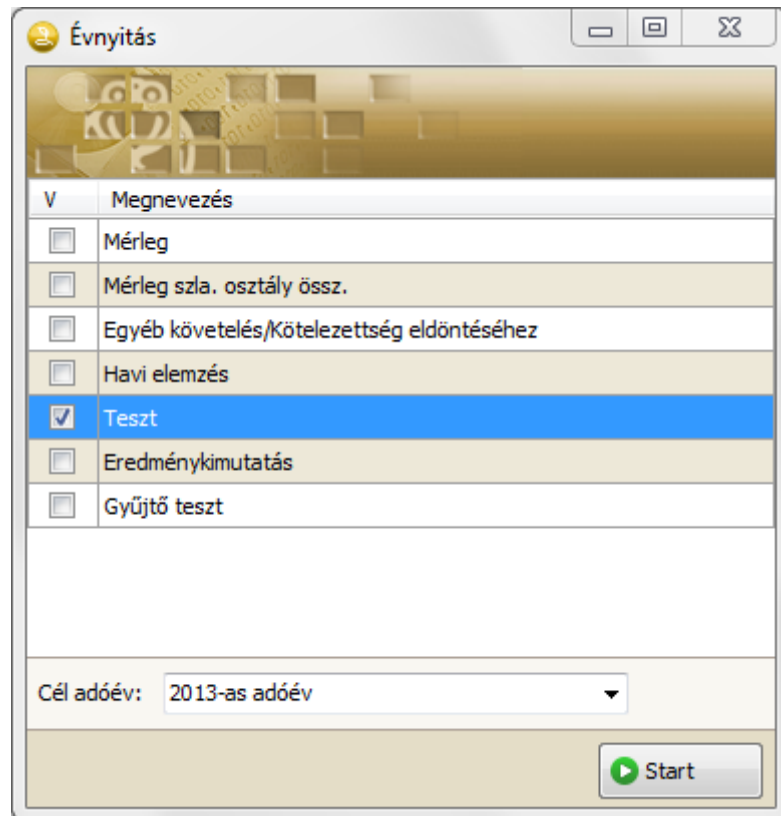 Évnyitás
V Megnevezés
Mérleg
Mérleg szla. osztály össz.
Egyéb követelés/Kötelezettség eldöntéséhez
Havi elemzés
Teszt
Eredménykimutatás
Gyűjtő teszt
Cél adóév: 2013-as adóév
Start